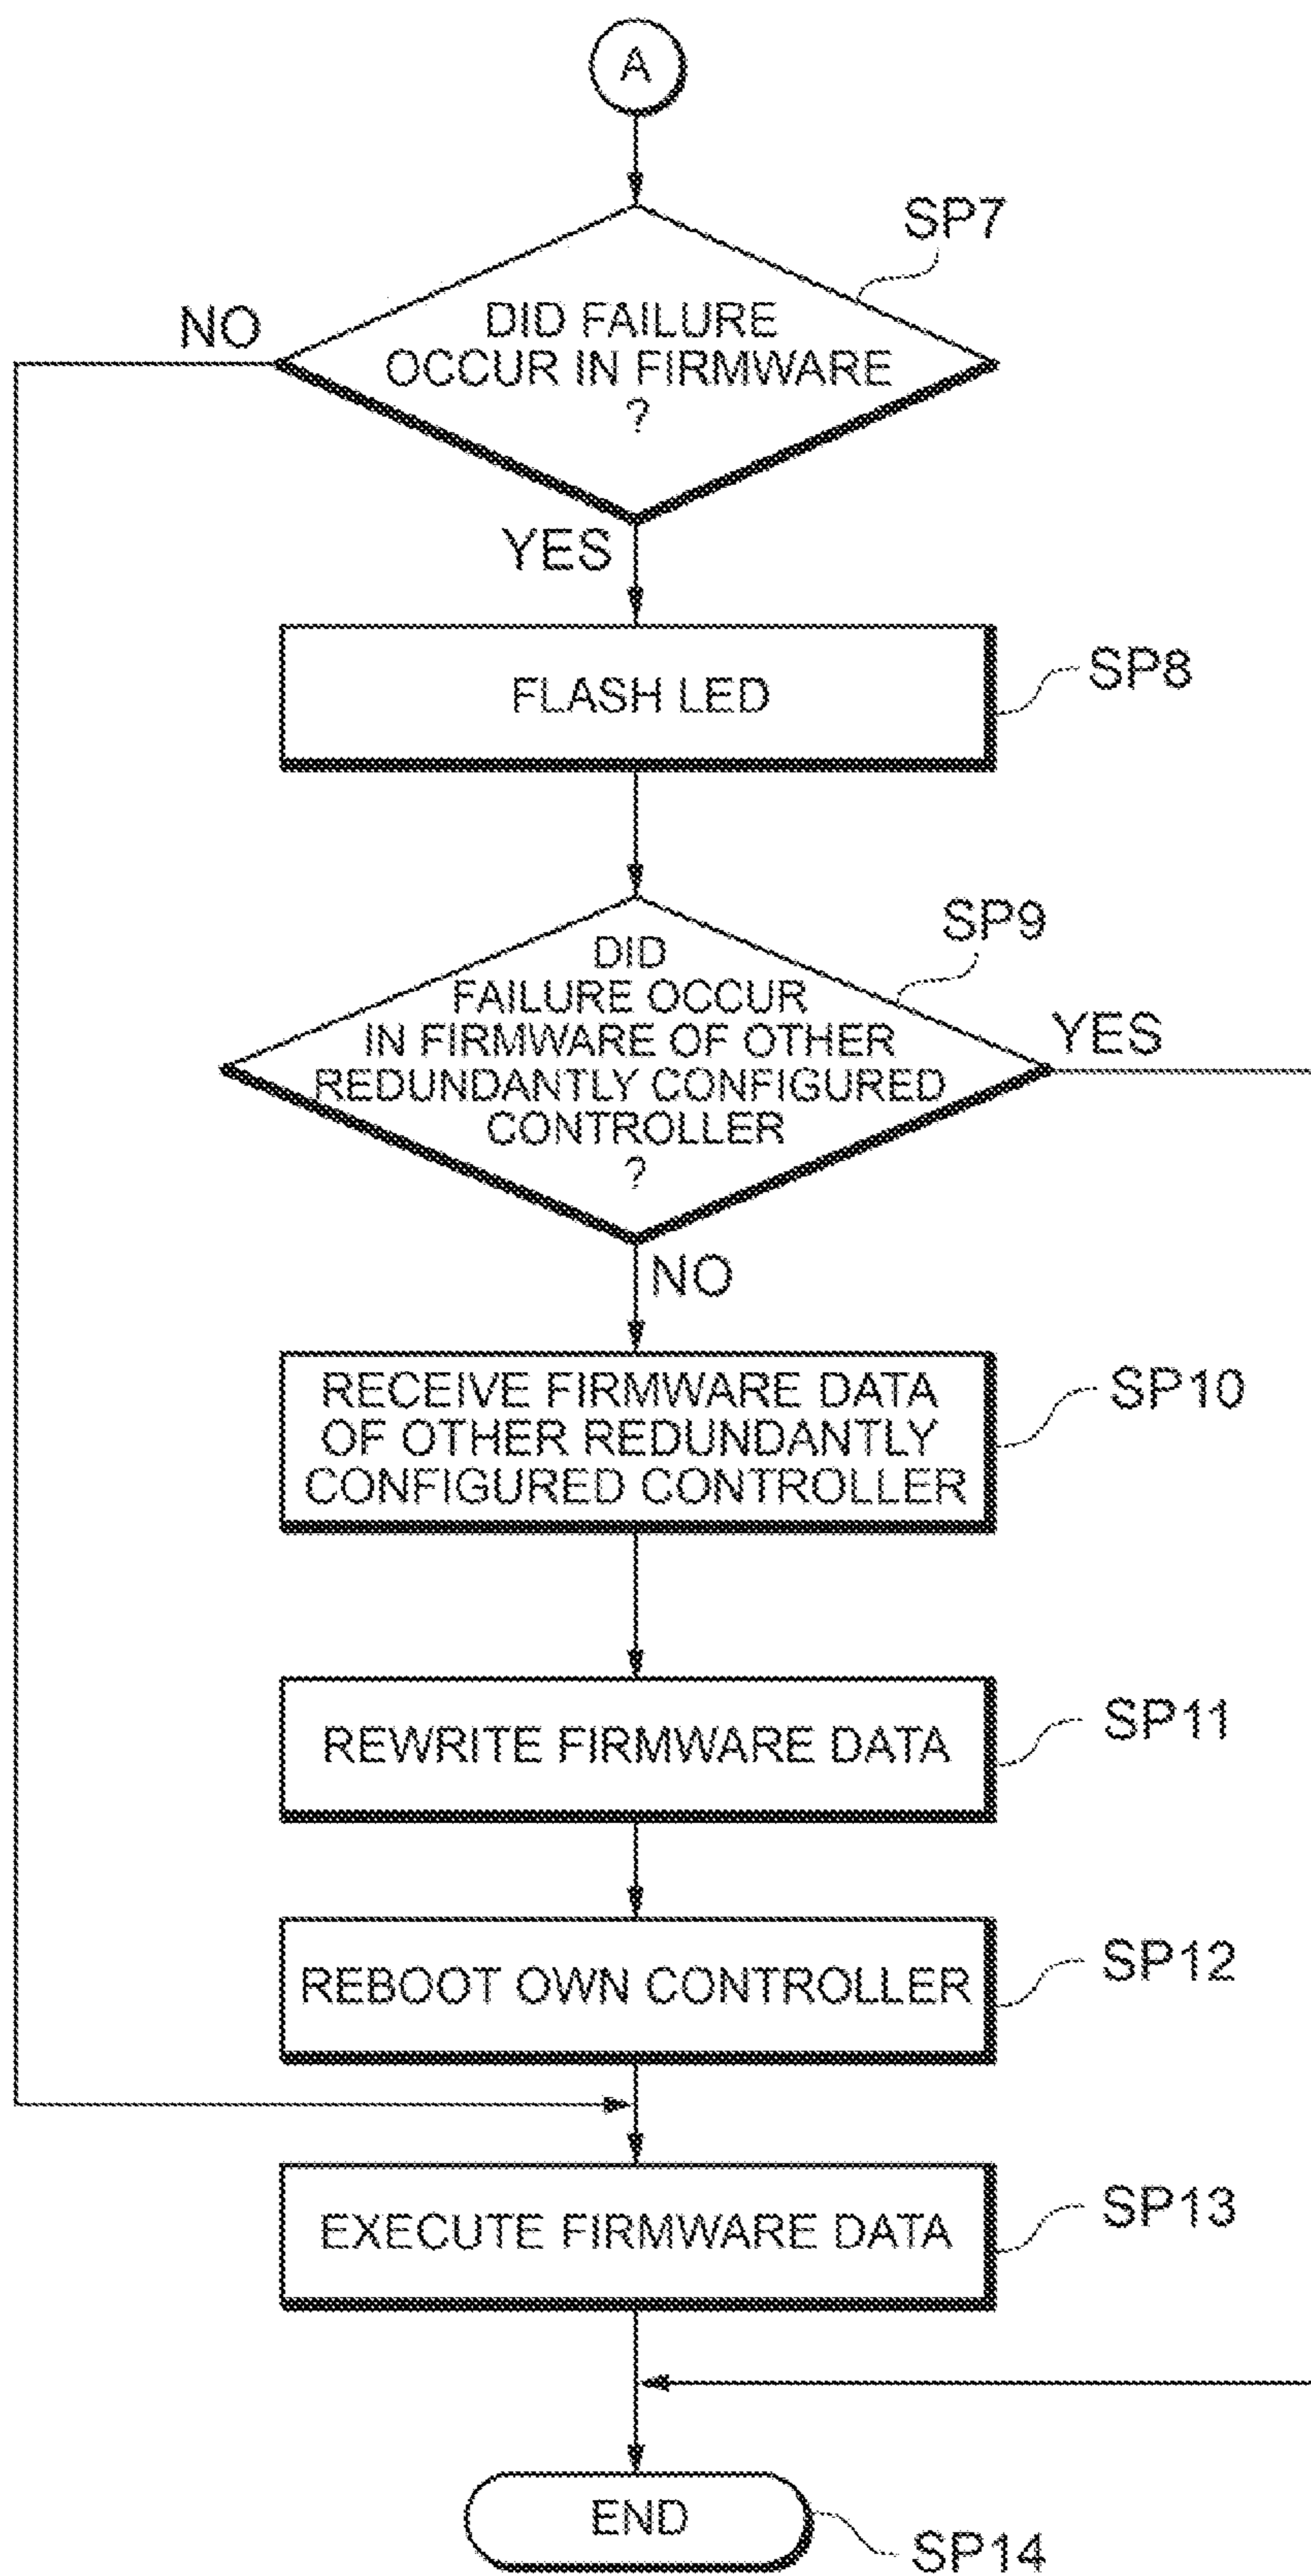 A
SP7
NO
DID FAILURE
OCCUR IN FIRMWARE
?
YES
FLASH LED
SP8
SP9
DID
FAILURE OCCUR
IN FIRMWARE OF OTHER
REDUNDANTLY CONFIGURED
CONTROLLER
?
YES
NO
RECEIVE FIRMWARE DATA
OF OTHER REDUNDANTLY
CONFIGURED CONTROLLER
SP10
REWRITE FIRMWARE DATA
SP11
REBOOT OWN CONTROLLER
SP12
EXECUTE FIRMWARE DATA
SP13
END
SP14